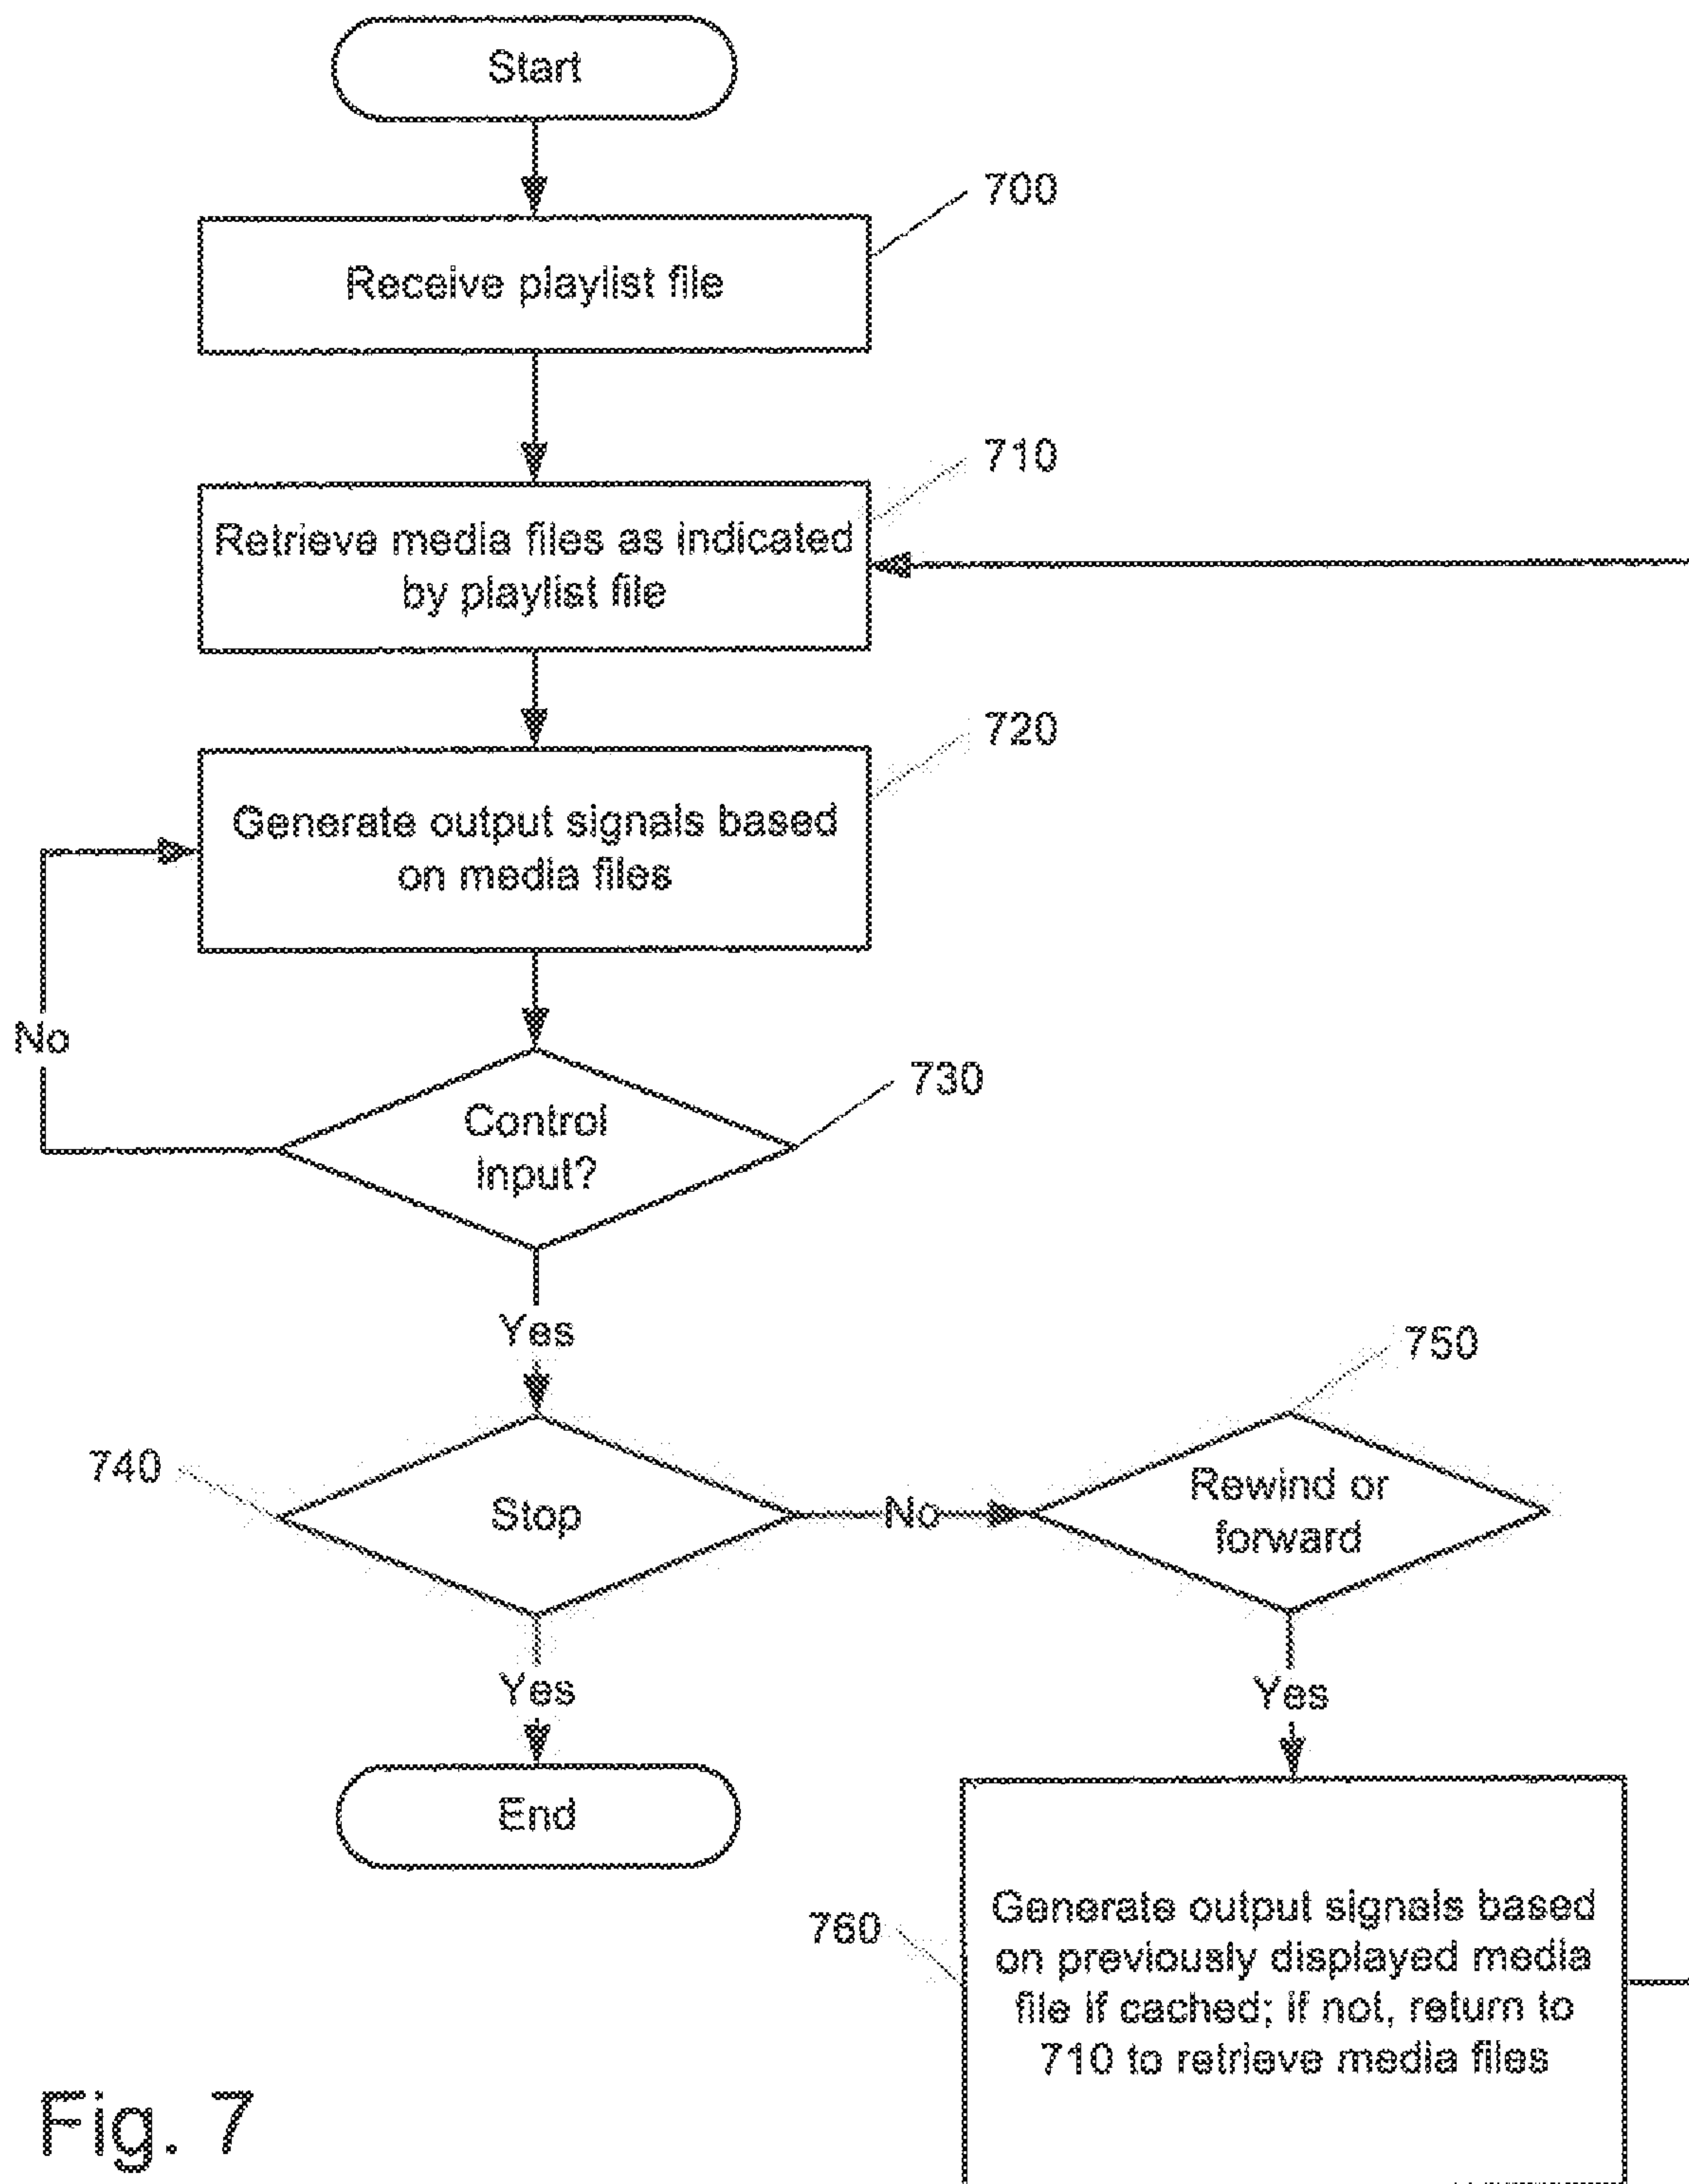 Start
700
Receive playlist file
710
Retrieve media files as indicated
by playlist file
720
Generate output signals based
on media files
No
730
Control
Input?
Yes
750
740
Stop
No
Rewind or
forward
Yes
Yes
End
760
Generate output signals based
on previously displayed media
file if cached; if not, return to
710 to retrieve media files
Fig. 7